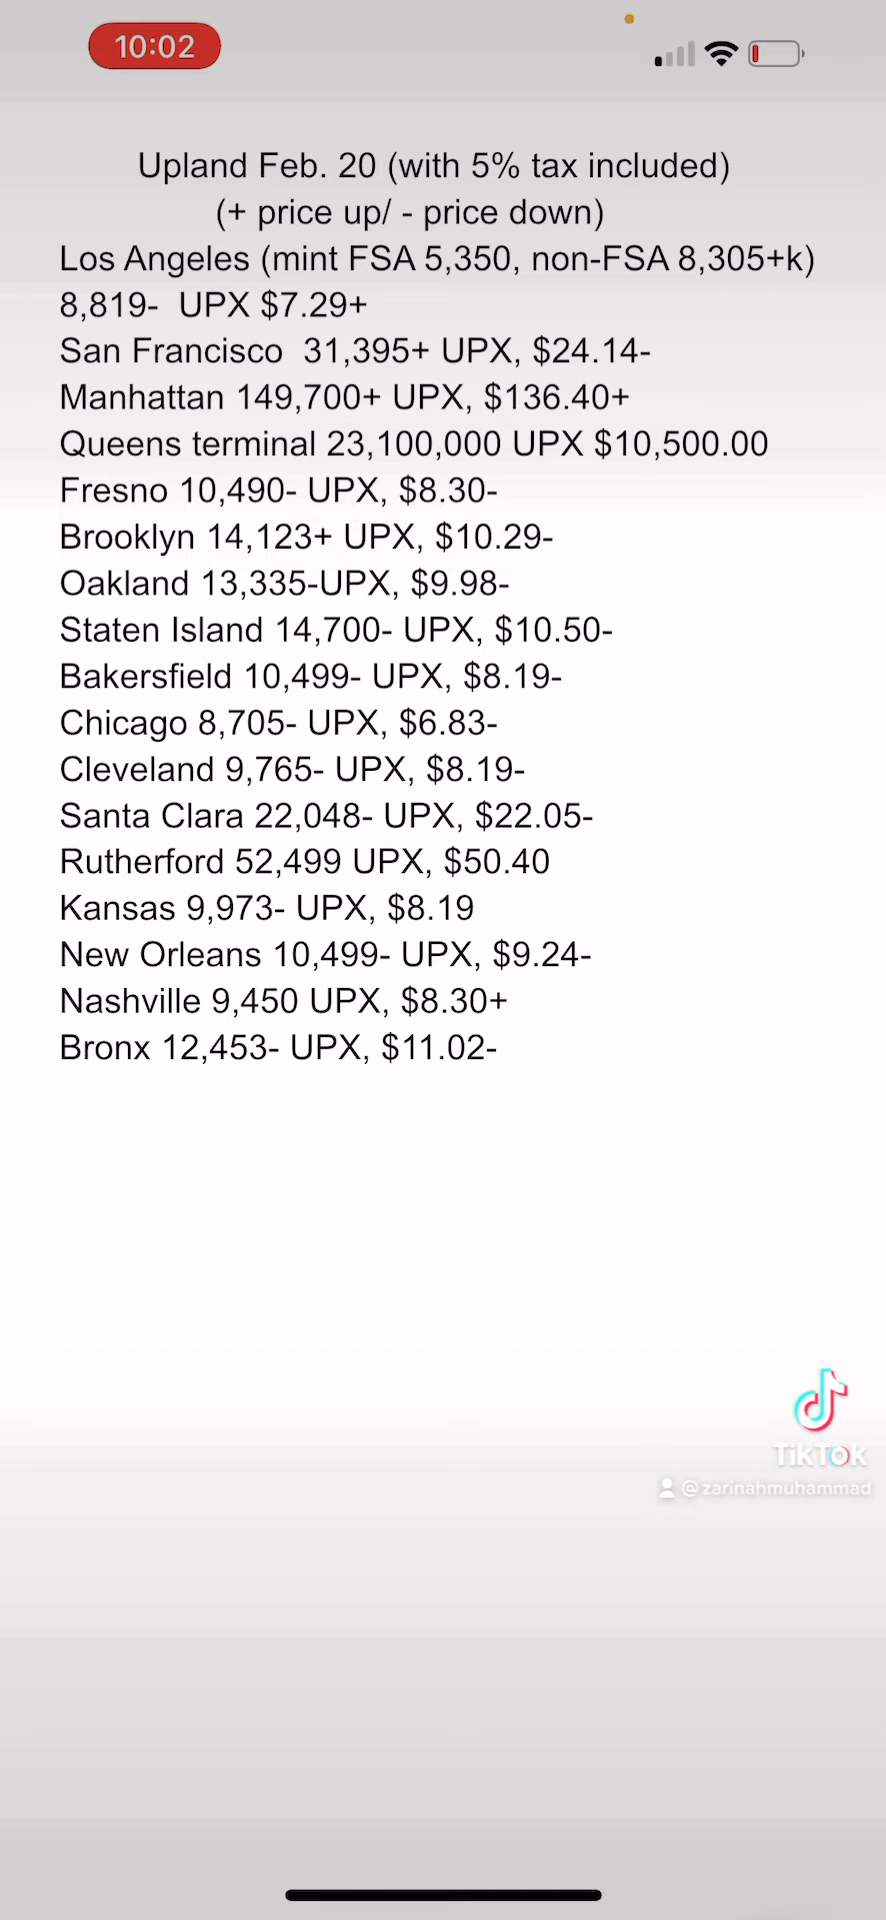 10:02
Upland Feb. 20 (with 5% tax included)
(+ price up/ - price down)
Los Angeles (mint FSA 5,350, non-FSA 8,305+k)
8,819-  UPX $7.29+
San Francisco  31,395+ UPX, $24.14-
Manhattan 149,700+ UPX, $136.40+
Queens terminal 23,100,000 UPX $10,500.00
Fresno 10,490- UPX, $8.30-
Brooklyn 14,123+ UPX, $10.29-
Oakland 13,335-UPX, $9.98-
Staten Island 14,700- UPX, $10.50-
Bakersfield 10,499- UPX, $8.19-
Chicago 8,705- UPX, $6.83-
Cleveland 9,765- UPX, $8.19-
Santa Clara 22,048- UPX, $22.05-
Rutherford 52,499 UPX, $50.40
Kansas 9,973- UPX, $8.19
New Orleans 10,499- UPX, $9.24-
Nashville 9,450 UPX, $8.30+
Bronx 12,453- UPX, $11.02-
TikTok
@zarinahmuhammad